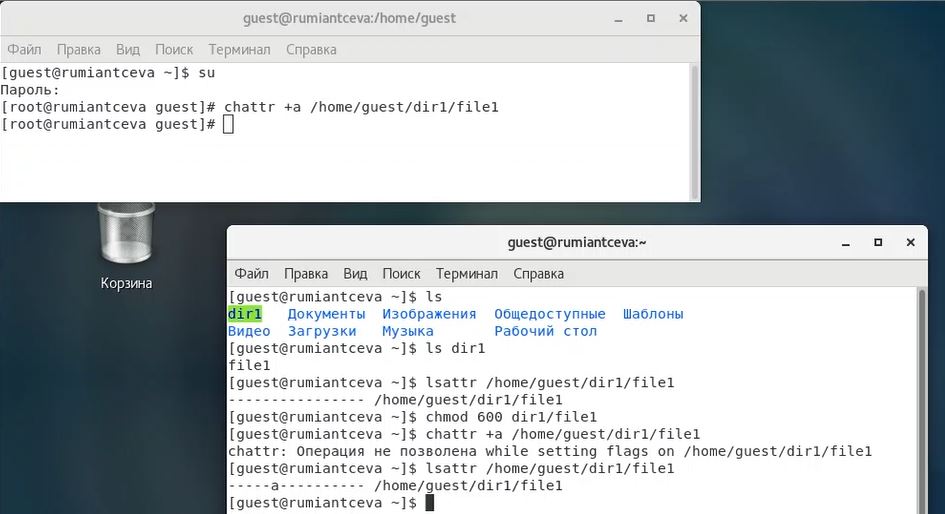 guest@rumiantceva:/home/guest
Файл Правка Вид Поиск Терминал Справка
[guest@rumiantceva ~]$ su
Пароль:
[root@rumiantceva guest]# chattr +a /home/guest/dir1/file1
[root@rumiantceva guest]#
Корзина
guest@rumiantceva:~
Файл Правка Вид Поиск Терминал Справка
[guest@rumiantceva ~]$ ls
dir1 Документы Изображения Общедоступные Шаблоны
Видео Загрузки Музыка Рабочий стол
[guest@rumiantceva ~]$ ls dir1
file1
[guest@rumiantceva ~]$ lsattr /home/guest/dir1/file1
---------------- /home/guest/dir1/file1
[guest@rumiantceva ~]$ chmod 600 dir1/file1
[guest@rumiantceva ~]$ chattr +a /home/guest/dir1/file1
chattr: Операция не позволена while setting flags on /home/guest/dir1/file1
[guest@rumiantceva ~]$ lsattr /home/guest/dir1/file1
-----a---------- /home/guest/dir1/file1
[guest@rumiantceva ~]$